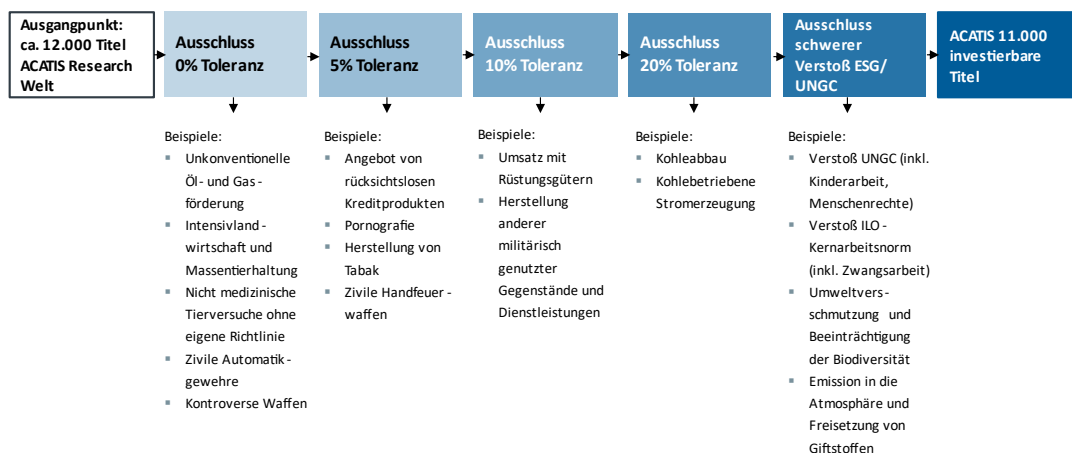 Ausgangpunkt:
ca. 12.000 Titel
ACATIS Research
Welt
Ausschluss
0% Toleranz
Ausschluss
5% Toleranz
Ausschluss
10% Toleranz
Ausschluss
20% Toleranz
Ausschluss
schwerer
Verstoß ESG/
UNGC
ACATIS 11.000
investierbare
Titel
Beispiele:
▪ Unkonventionelle
Öl- und Gas-
förderung
▪ Intensivland-
wirtschaft und
Massentierhaltung
▪ Nicht medizinische
Tierversuche ohne
eigene Richtlinie
▪ Zivile Automatik-
gewehre
▪ Kontroverse Waffen
Beispiele:
▪ Angebot von
rücksichtslosen
Kreditprodukten
▪ Pornografie
▪ Herstellung von
Tabak
▪ Zivile Handfeuer-
waffen
Beispiele:
▪ Umsatz mit
Rüstungsgütern
▪ Herstellung
anderer
militärisch
genutzter
Gegenstände und
Dienstleistungen
Beispiele:
▪ Kohleabbau
▪ Kohlebetriebene
Stromerzeugung
Beispiele:
▪ Verstoß UNGC (inkl.
Kinderarbeit,
Menschenrechte)
▪ Verstoß ILO-
Kernarbeitsnorm
(inkl. Zwangsarbeit)
▪ Umweltvers-
schmutzung und
Beeinträchtigung
der Biodiversität
▪ Emission in die
Atmosphäre und
Freisetzung von
Giftstoffen